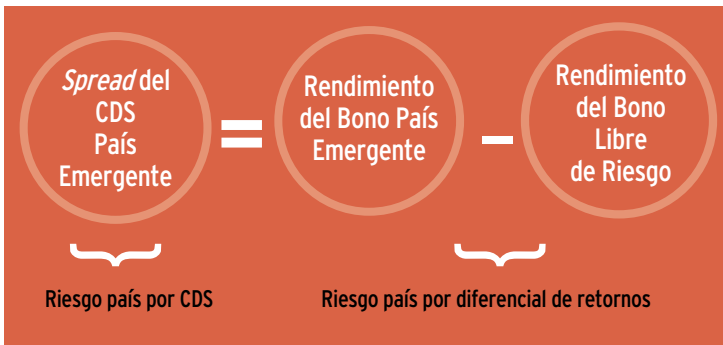 Spread del
CDS
País
Emergente
=
Rendimiento
del Bono País
Emergente
–
Rendimiento
del Bono
Libre
de Riesgo
Riesgo país por CDS
Riesgo país por diferencial de retornos